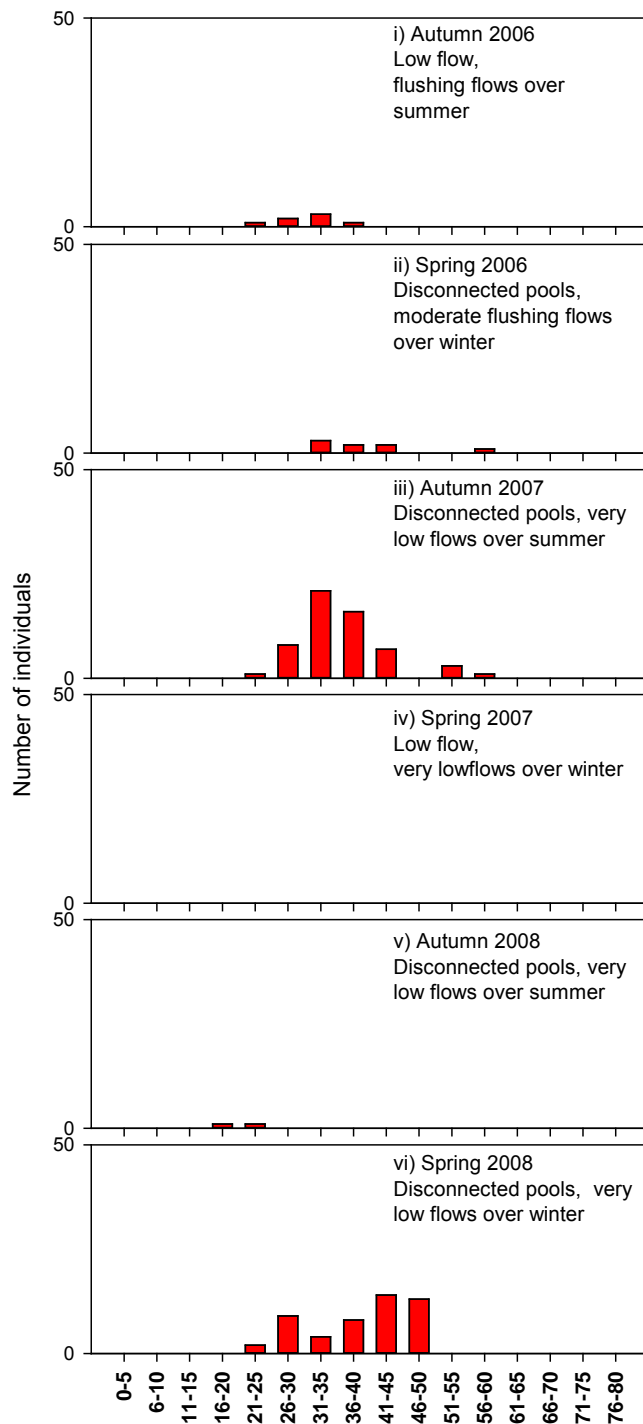 50
i) Autumn 2006
Low flow,
flushing flows over
summer
0
50
ii) Spring 2006
Disconnected pools,
moderate flushing flows
over winter
0
50
iii) Autumn 2007
Disconnected pools, very
low flows over summer
Number of individuals
0
50
iv) Spring 2007
Low flow,
very lowflows over winter
0
50
v) Autumn 2008
Disconnected pools, very
low flows over summer
0
50
vi) Spring 2008
Disconnected pools, very
low flows over winter
0
0-5
6-10
11-15
16-20
21-25
26-30
31-35
36-40
41-45
46-50
51-55
56-60
61-65
66-70
71-75
76-80